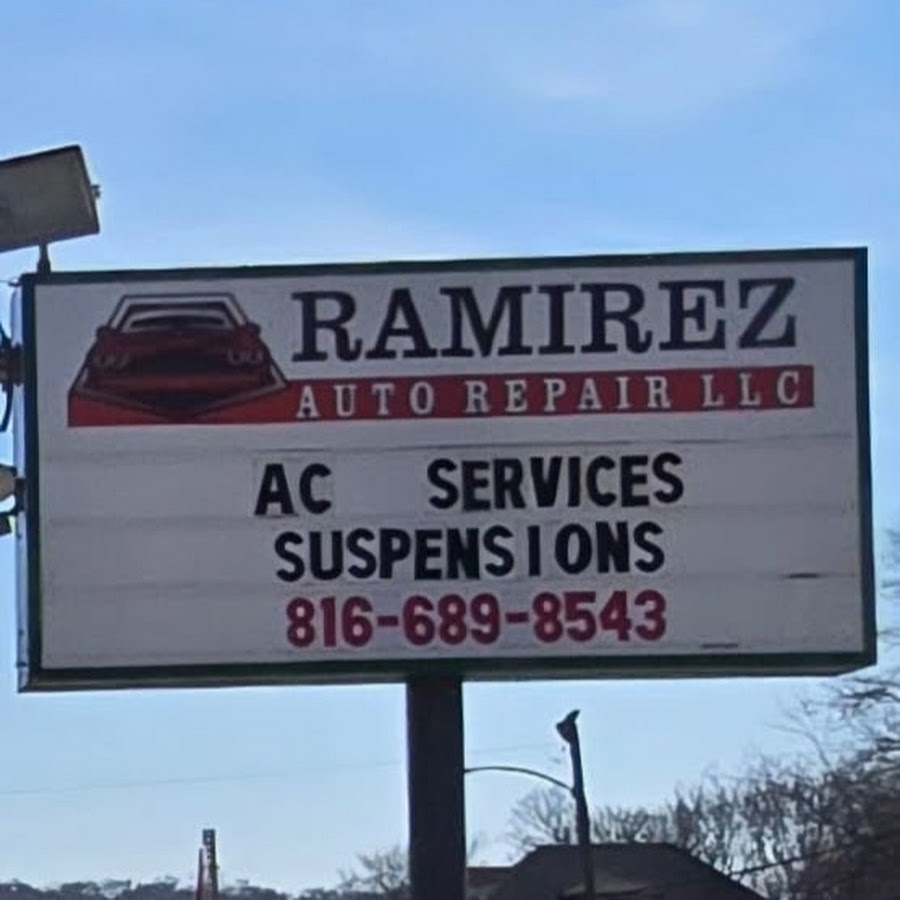 RAMIREZ
AUTO REPAIR LLC
AC SERVICES
SUSPENSIONS
816-689-8543